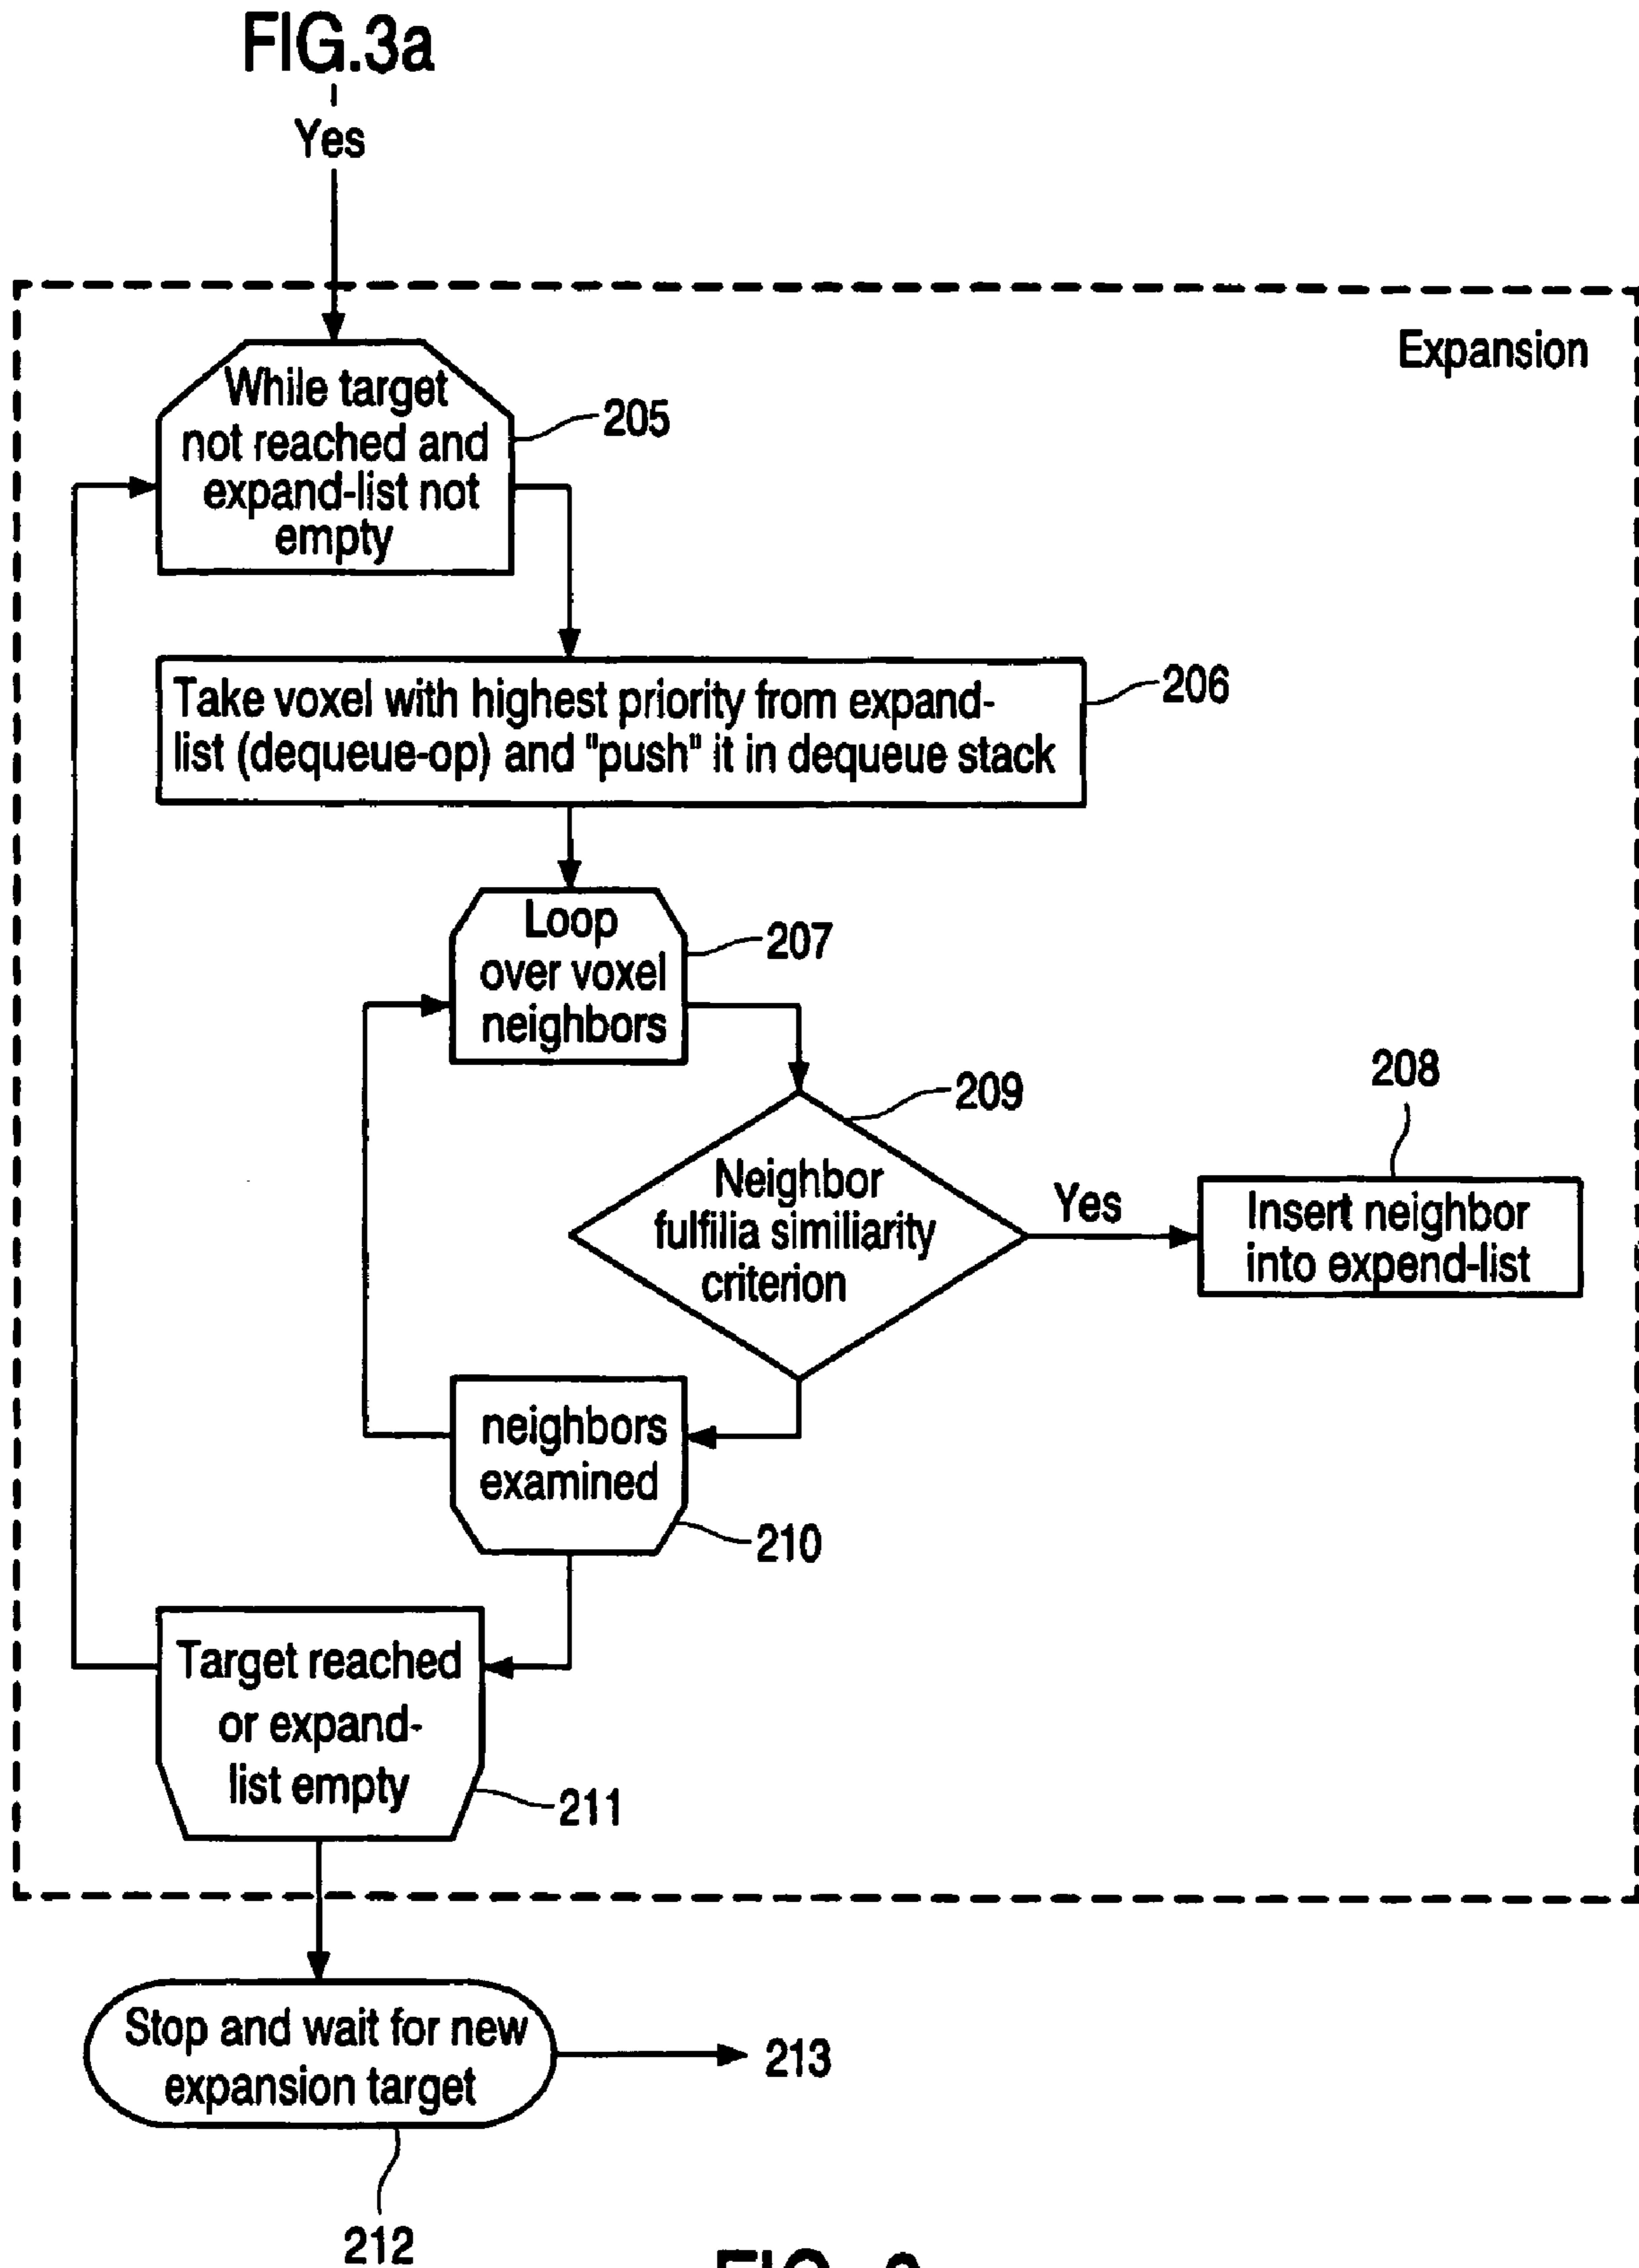 FIG.3a
Yes
Expansion
While target
not reached and
expand-list not
empty
205
Take voxel with highest priority from expand-
list (dequeue-op) and "push" it in dequeue stack
206
Loop
over voxel
neighbors
207
209
208
Neighbor
fulfilia similiarity
criterion
Yes
Insert neighbor
into expend-list
neighbors
examined
210
Target reached
or expand-
list empty
211
Stop and wait for new
expansion target
213
212